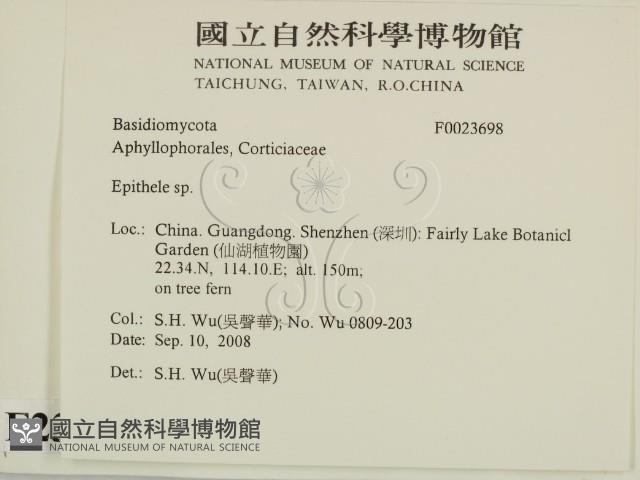 國立自然科學博物館
NATIONAL MUSEUM OF NATURAL SCIENCE
TAICHUNG, TAIWAN, R.O.CHINA
Basidiomycota F0023698
Aphyllophorales, Corticiaceae
Epithele sp.
Loc.: China. Guangdong. Shenzhen (深圳): Fairly Lake Botanicl
Garden (仙湖植物園)
22.34.N, 114.10.E; alt. 150m;
on tree fern
Col.: S.H. Wu(吳聲華); No. Wu 0809-203
Date: Sep. 10, 2008
Det.: S.H. Wu(吳聲華)
國立自然科學博物館
NATIONAL MUSEUM OF NATURAL SCIENCE